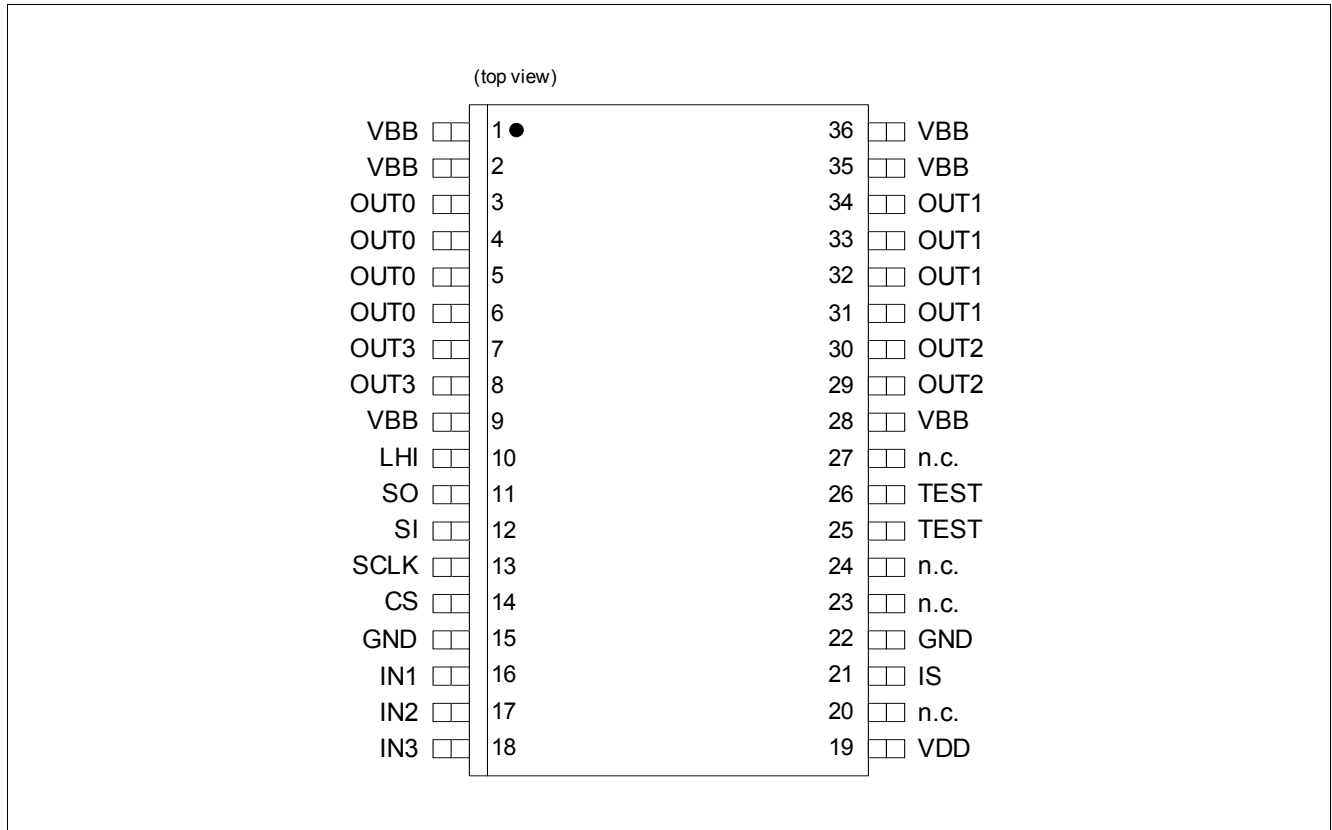 (top view)
VBB 1 36 VBB
VBB 2 35 VBB
OUT0 3 34 OUT1
OUT0 4 33 OUT1
OUT0 5 32 OUT1
OUT0 6 31 OUT1
OUT3 7 30 OUT2
OUT3 8 29 OUT2
VBB 9 28 VBB
LHI 10 27 n.c.
SO 11 26 TEST
SI 12 25 TEST
SCLK 13 24 n.c.
CS 14 23 n.c.
GND 15 22 GND
IN1 16 21 IS
IN2 17 20 n.c.
IN3 18 19 VDD